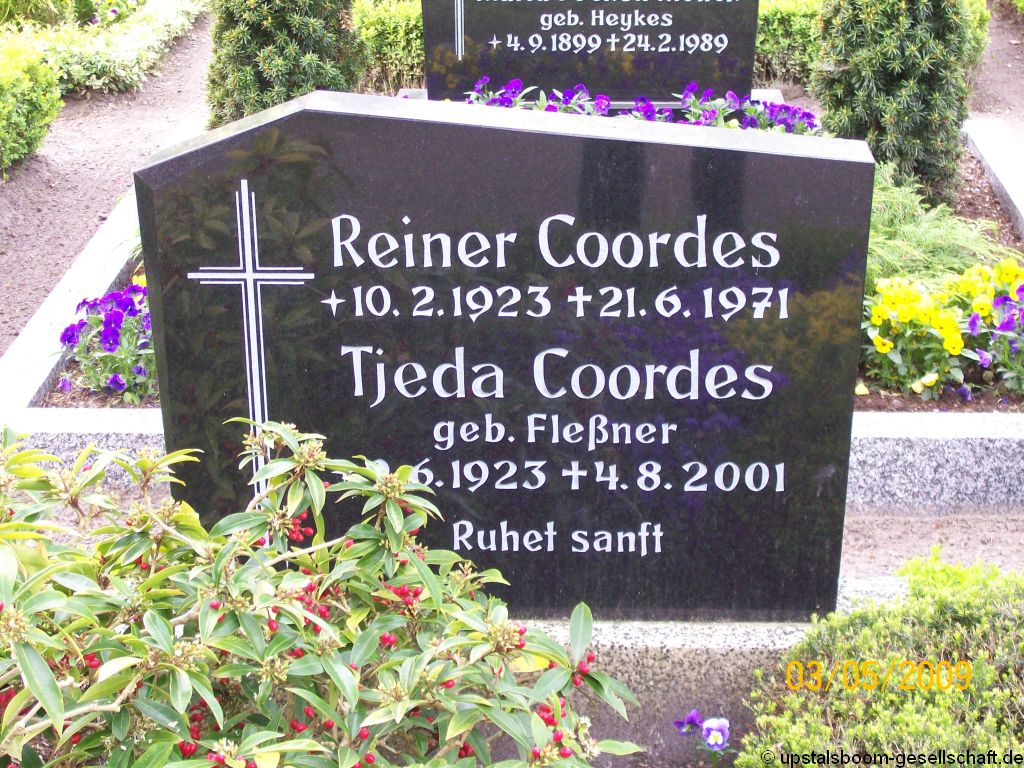 geb. Heykes
+ 4.9.1899 + 24.2.1989
Reiner Coordes
+ 10.2.1923 ✝ 21.6.1971
Tjeda Coordes
geb. Fleßner
6.1923 ✝ 4.8.2001
Ruhet sanft
03/05/2009
© upstalsboom-gesellschaft.de